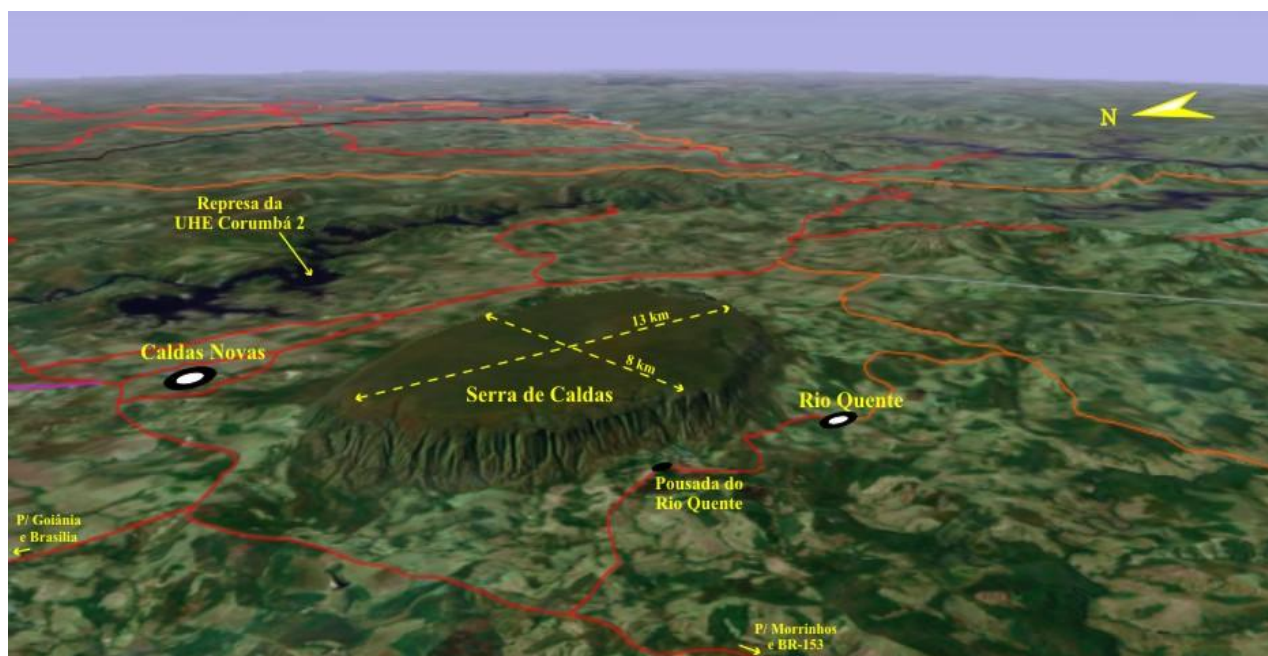 N
Represa da
UHE Corumbá 2
13 km
Caldas Novas
8 km
Serra de Caldas
Rio Quente
Pousada do
Rio Quente
P/ Goiânia
e Brasília
P/ Morrinhos
e BR-153